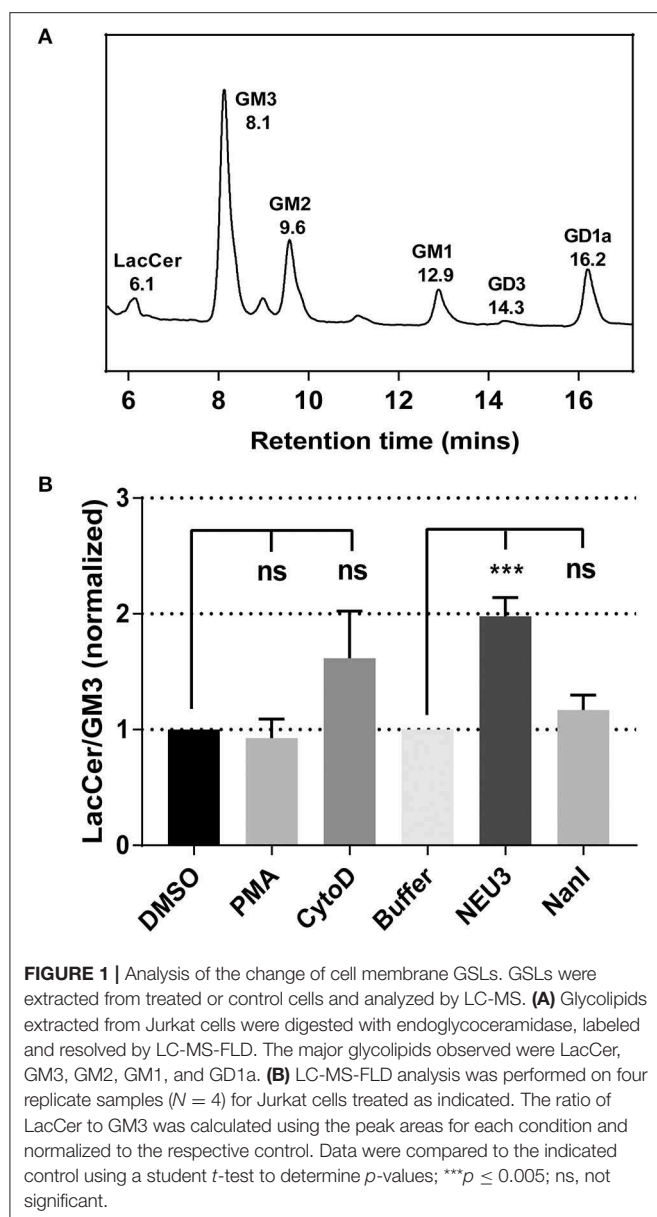 A
GM3
8.1
GM2
9.6
LacCer
6.1
GM1
12.9
GD3
14.3
GD1a
16.2
6 8 10 12 14 16
Retention time (mins)
B
LacCer/GM3 (normalized)
3
2
1
0
ns ns *** ns
DMSO PMA CytoD Buffer NEU3 NanI
FIGURE 1 | Analysis of the change of cell membrane GSLs. GSLs were
extracted from treated or control cells and analyzed by LC-MS. (A) Glycolipids
extracted from Jurkat cells were digested with endoglycoceramidase, labeled
and resolved by LC-MS-FLD. The major glycolipids observed were LacCer,
GM3, GM2, GM1, and GD1a. (B) LC-MS-FLD analysis was performed on four
replicate samples (N = 4) for Jurkat cells treated as indicated. The ratio of
LacCer to GM3 was calculated using the peak areas for each condition and
normalized to the respective control. Data were compared to the indicated
control using a student t-test to determine p-values; ***p ≤ 0.005; ns, not
significant.